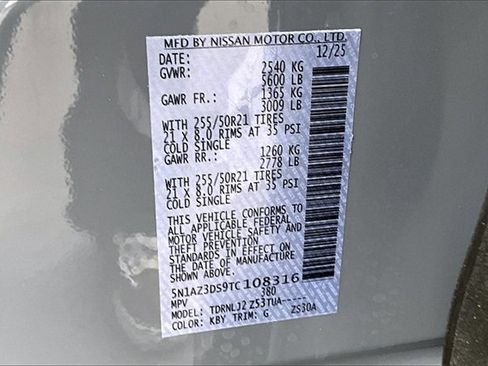 MFD BY NISSAN MOTOR CO., LTD.
DATE: 12/25
GVWR: 2540 KG
5600 LB
GAWR FR.: 1365 KG
3009 LB
WITH 255/50R21 TIRES
21 X 8.0 RIMS AT 35 PSI
COLD SINGLE
GAWR RR.: 1260 KG
2778 LB
WITH 255/50R21 TIRES
21 X 8.0 RIMS AT 35 PSI
COLD SINGLE
THIS VEHICLE CONFORMS TO
ALL APPLICABLE FEDERAL
MOTOR VEHICLE SAFETY AND
THEFT PREVENTION
STANDARDS IN EFFECT ON
THE DATE OF MANUFACTURE
SHOWN ABOVE.
5N1AZ3DS9TC108316
MPV 380
MODEL: TDRNLJ2 Z53TUA-----
COLOR: KBY TRIM: G ZS30A